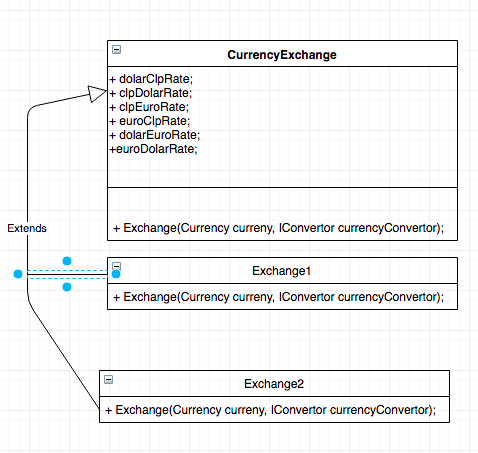 CurrencyExchange
+ dolarClpRate;
+ clpDolarRate;
+ clpEuroRate;
+ euroClpRate;
+ dolarEuroRate;
+euroDolarRate;
+ Exchange(Currency curreny, IConvertor currencyConvertor);
Extends
Exchange1
+ Exchange(Currency curreny, IConvertor currencyConvertor);
Exchange2
+ Exchange(Currency curreny, IConvertor currencyConvertor);